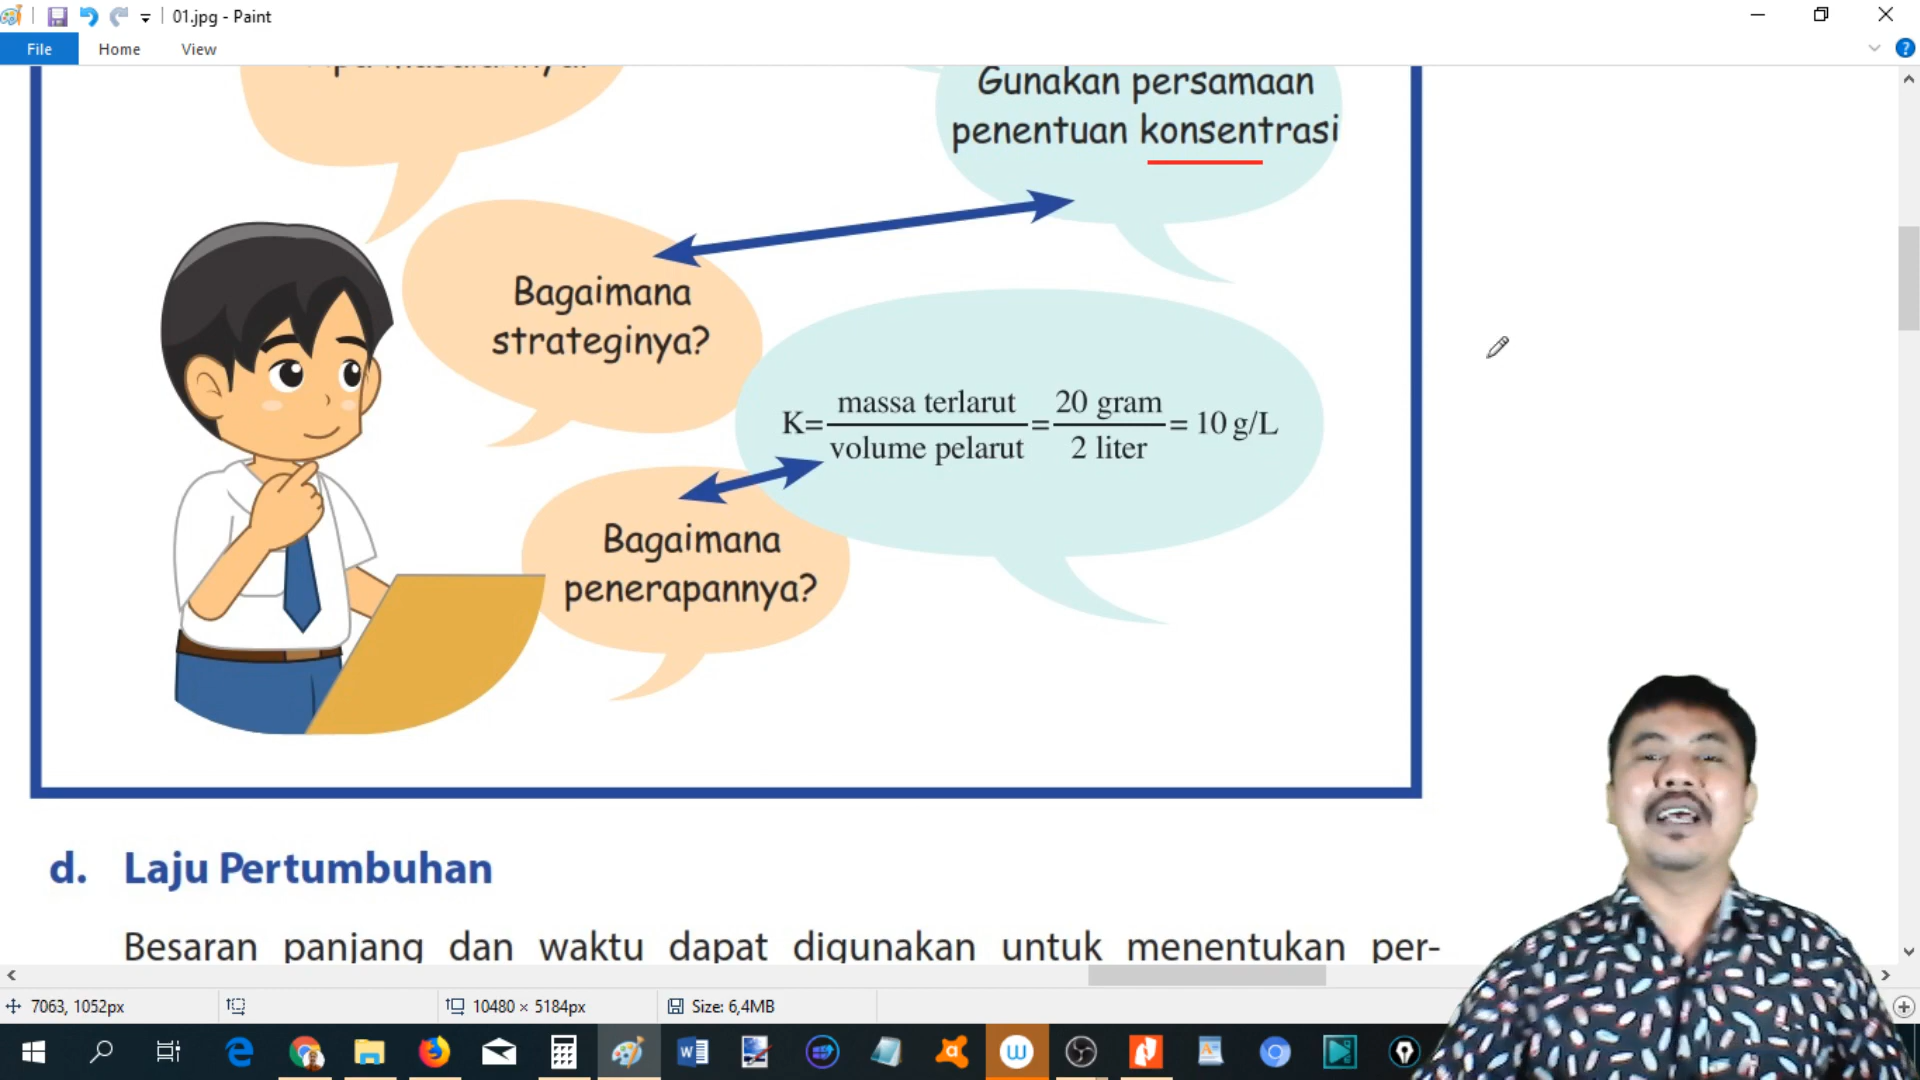 01.jpg - Paint
File Home View
Gunakan persamaan
penentuan konsentrasi
Bagaimana
strateginya?
K= massa terlarut / volume pelarut = 20 gram / 2 liter = 10 g/L
Bagaimana
penerapannya?
d. Laju Pertumbuhan
Besaran panjang dan waktu dapat digunakan untuk menentukan per-
7063, 1052px 10480 × 5184px Size: 6,4MB